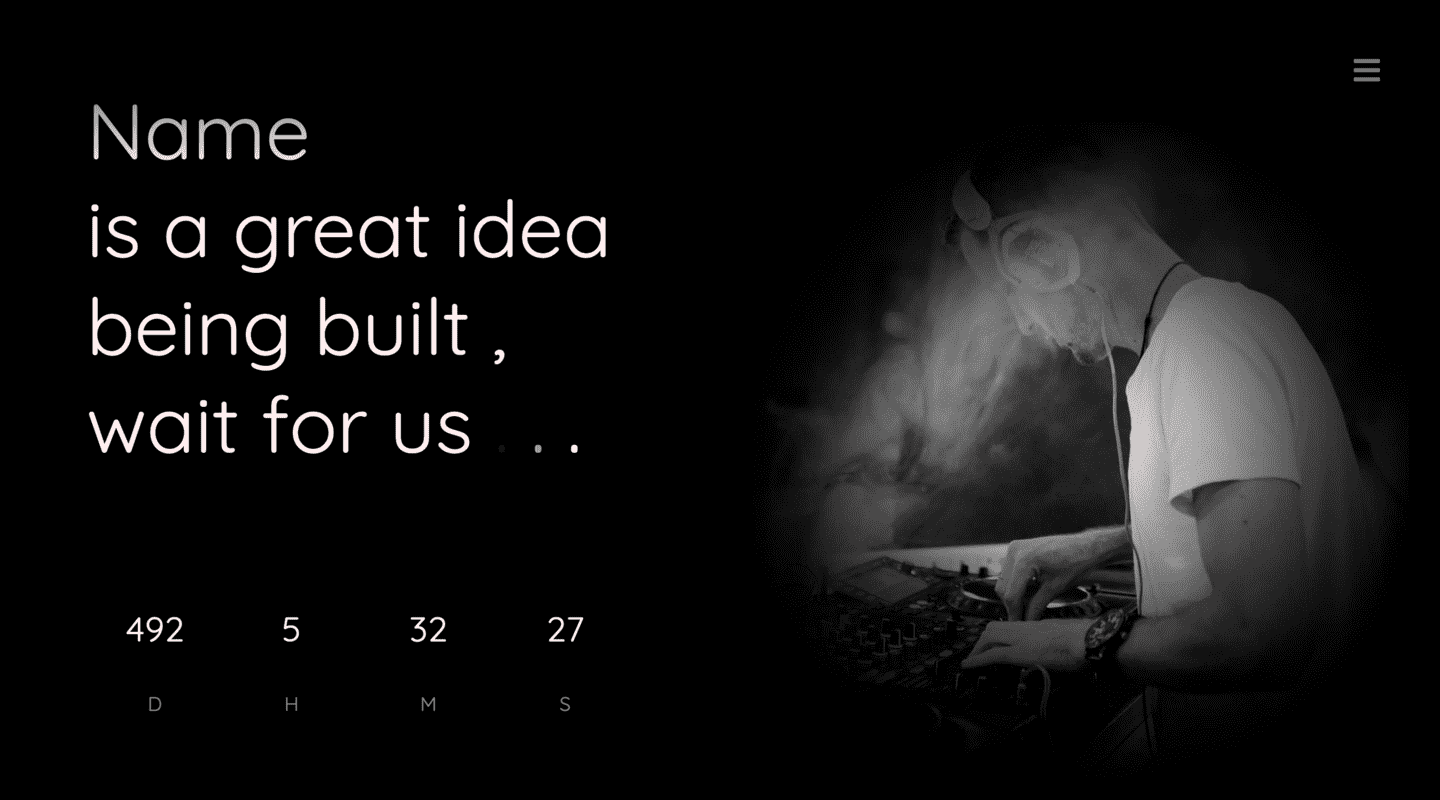 Name
is a great idea
being built ,
wait for us . . .
492 5 32 27
D H M S